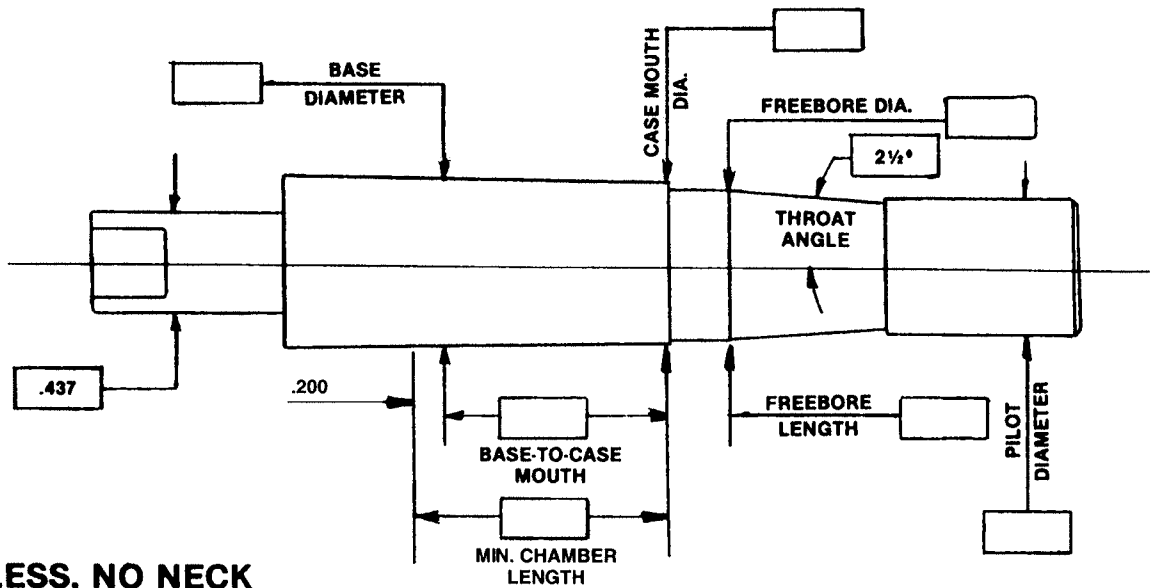 BASE
DIAMETER
CASE MOUTH
DIA.
FREEBORE DIA.
2½°
THROAT
ANGLE
.437
.200
BASE-TO-CASE
MOUTH
FREEBORE
LENGTH
PILOT
DIAMETER
MIN. CHAMBER
LENGTH
LESS, NO NECK